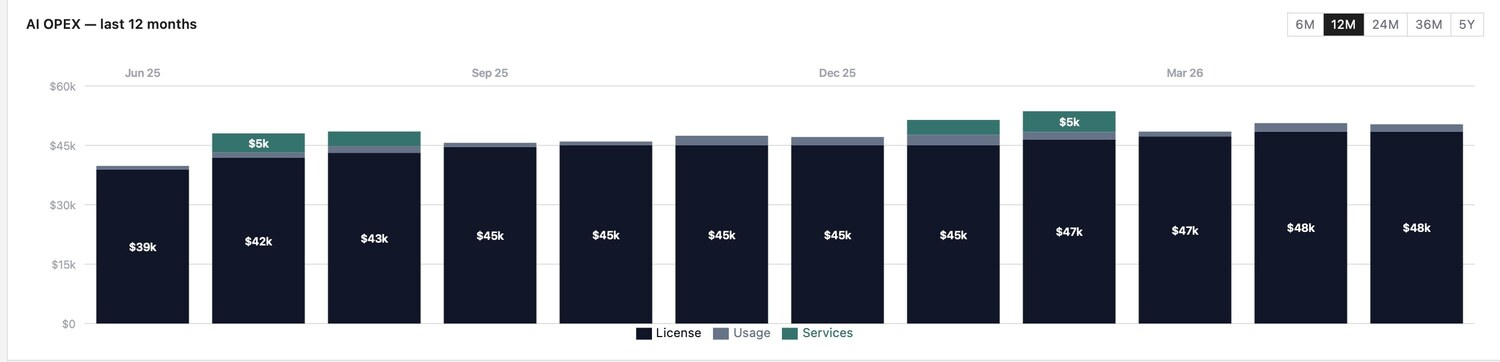 AI OPEX — last 12 months
6M 12M 24M 36M 5Y
Jun 25 Sep 25 Dec 25 Mar 26
$60k
$45k
$30k
$15k
$0
$5k $5k
$39k $42k $43k $45k $45k $45k $45k $45k $47k $47k $48k $48k
License Usage Services